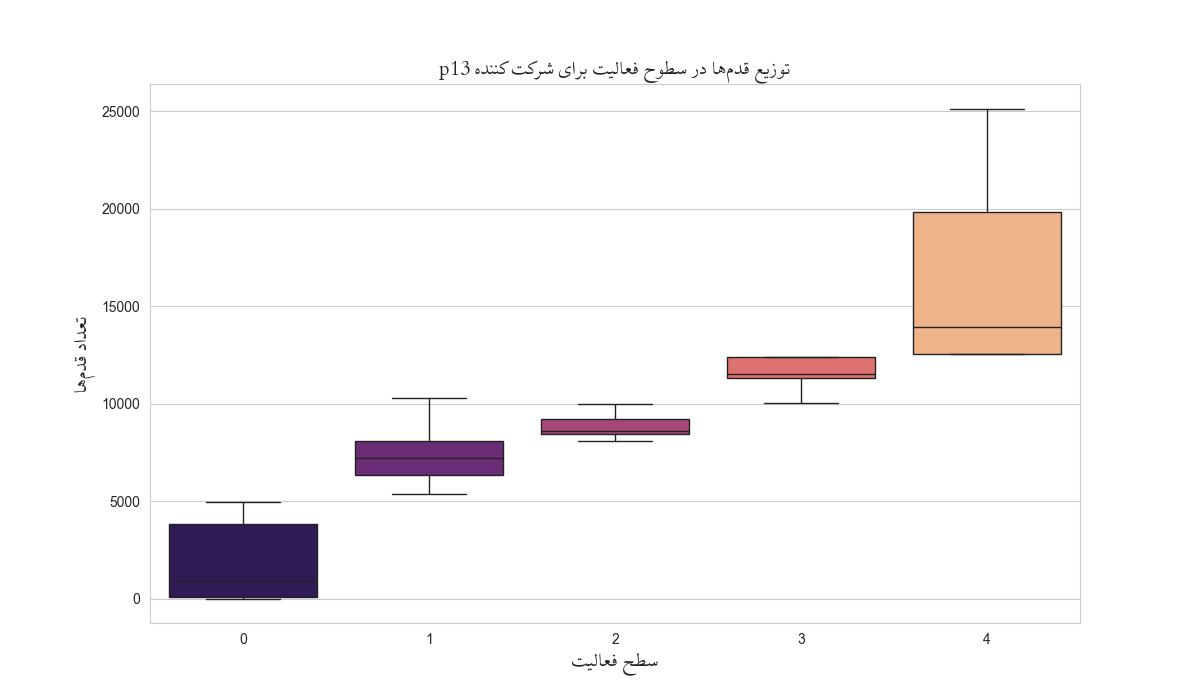 توزیع قدم‌ها در سطوح فعالیت برای شرکت‌کننده p13
تعداد قدم‌ها
25000
20000
15000
10000
5000
0
0 1 2 3 4
سطح فعالیت